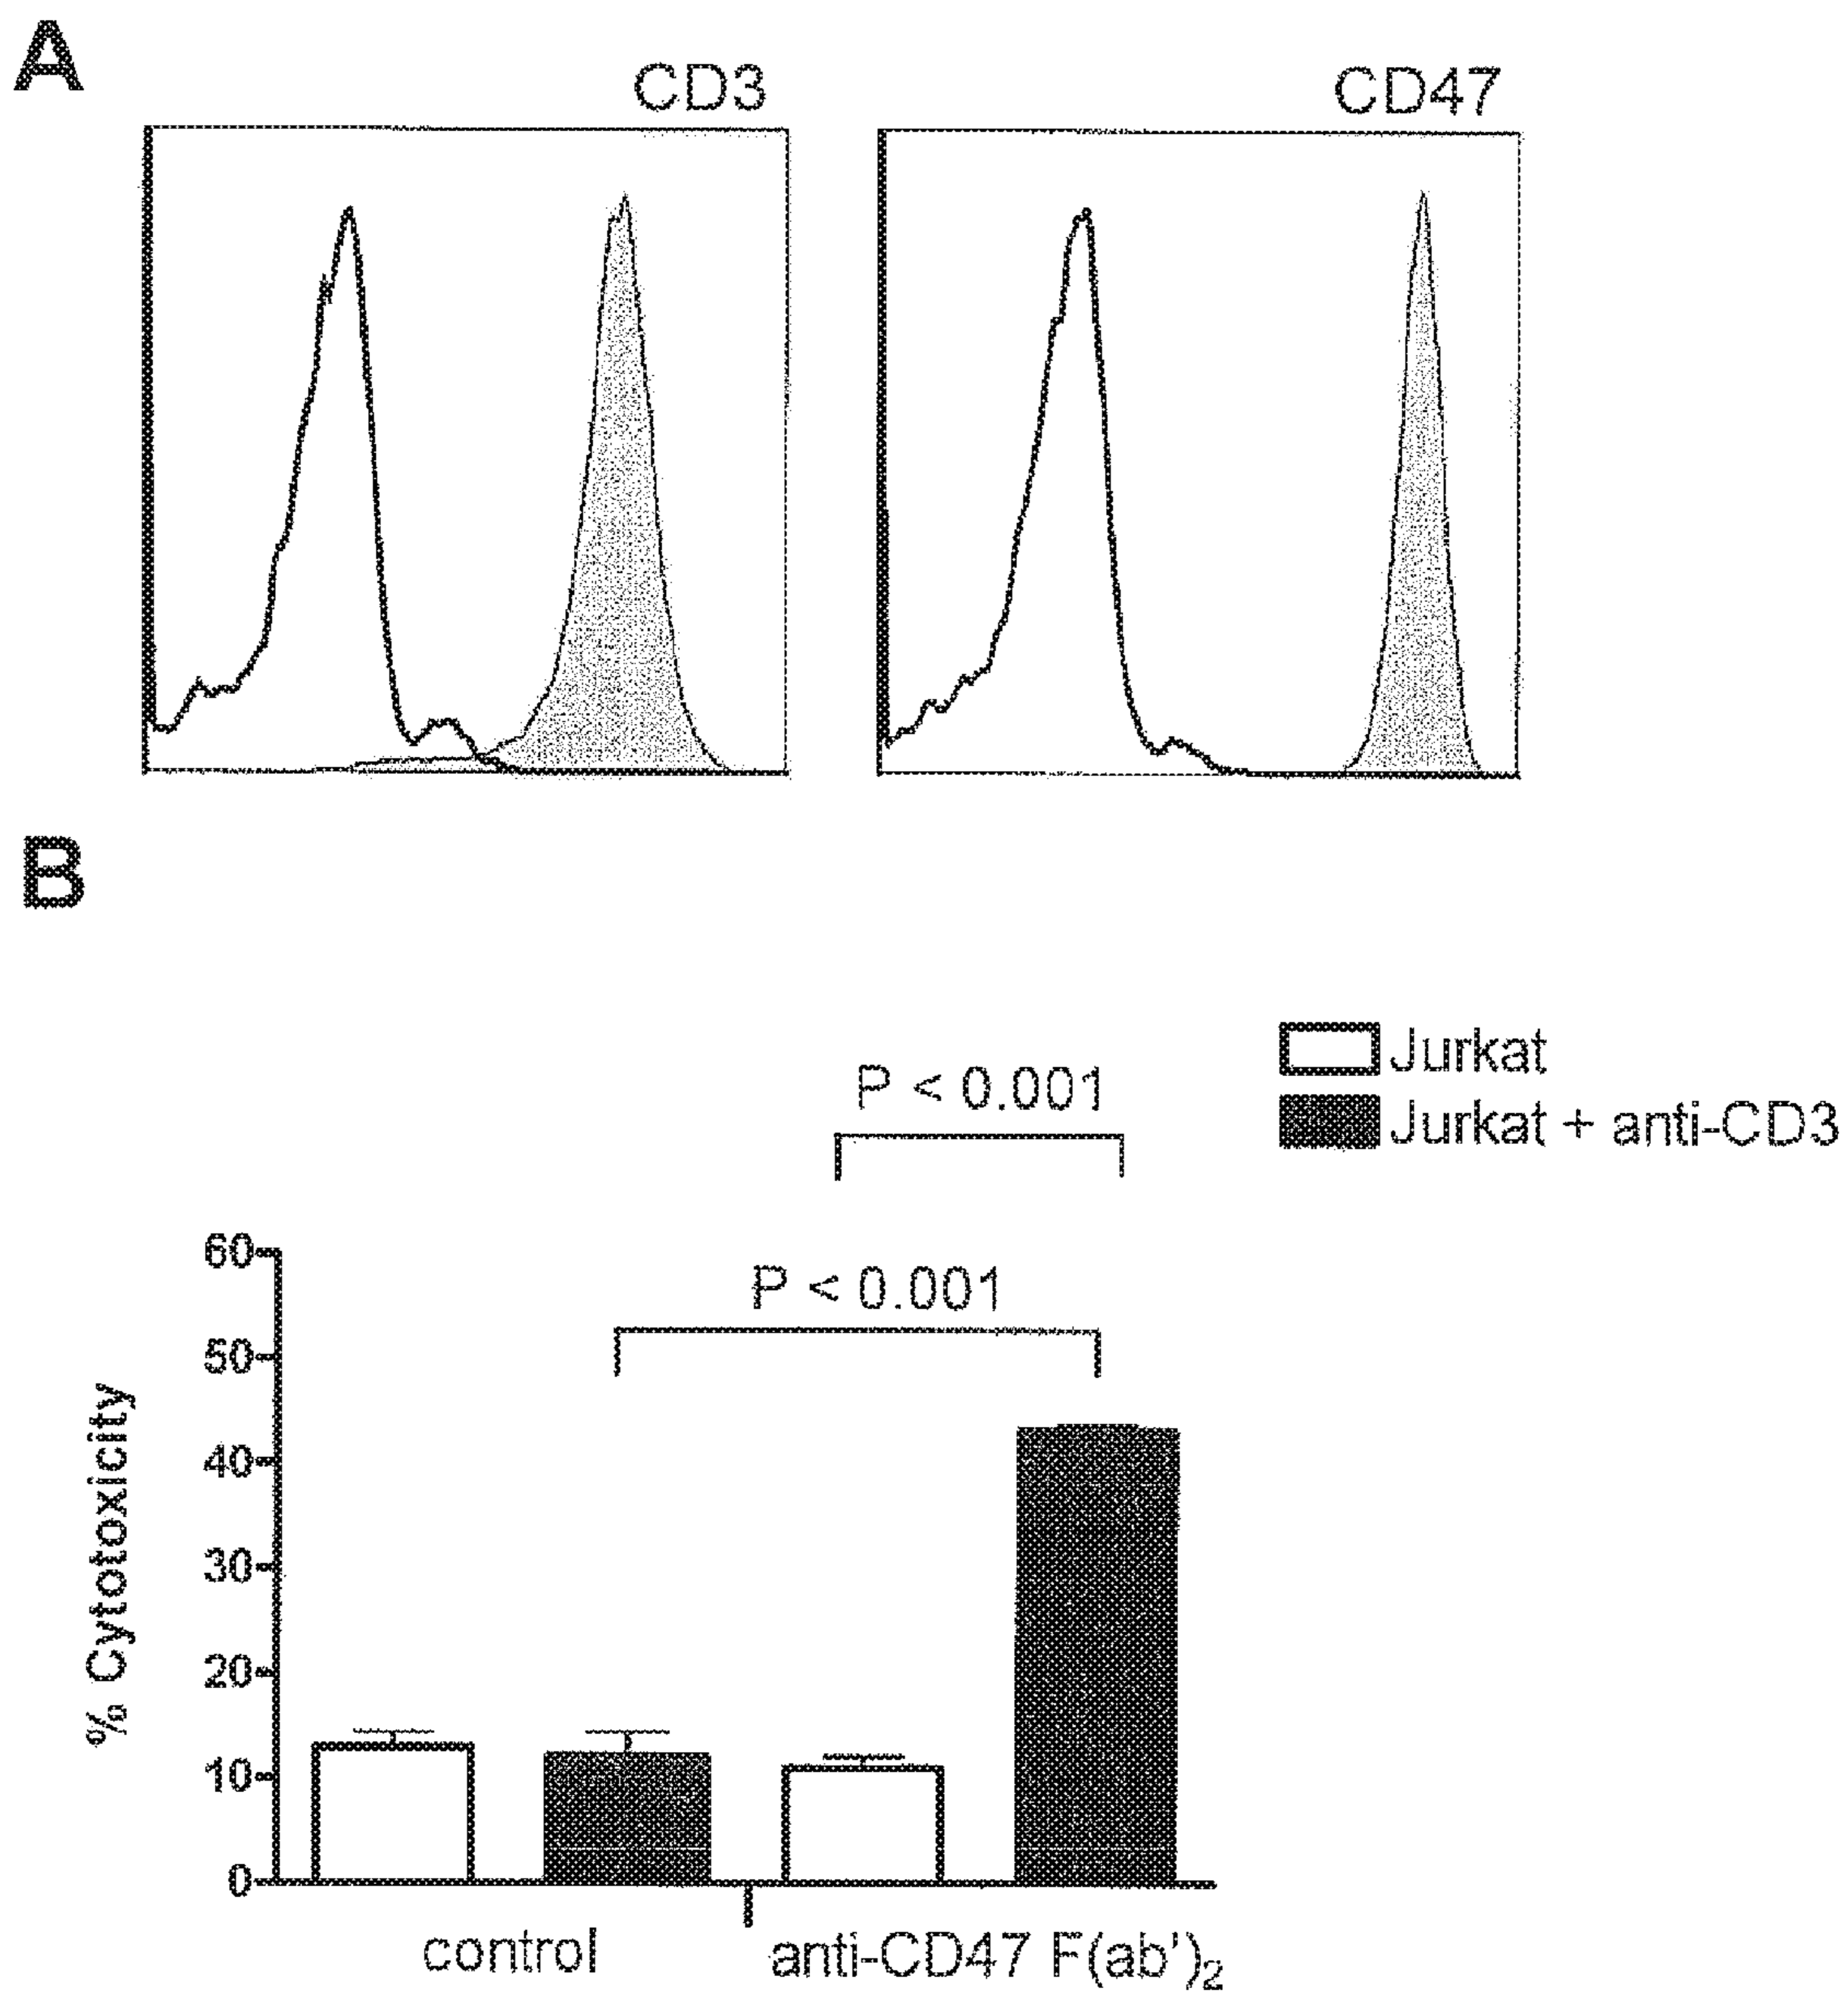 A
CD3
CD47
B
Jurkat
P < 0.001
Jurkat + anti-CD3
60
P < 0.001
50
40
30
20
10
0
% Cytotoxicity
control
anti-CD47 F(ab')₂